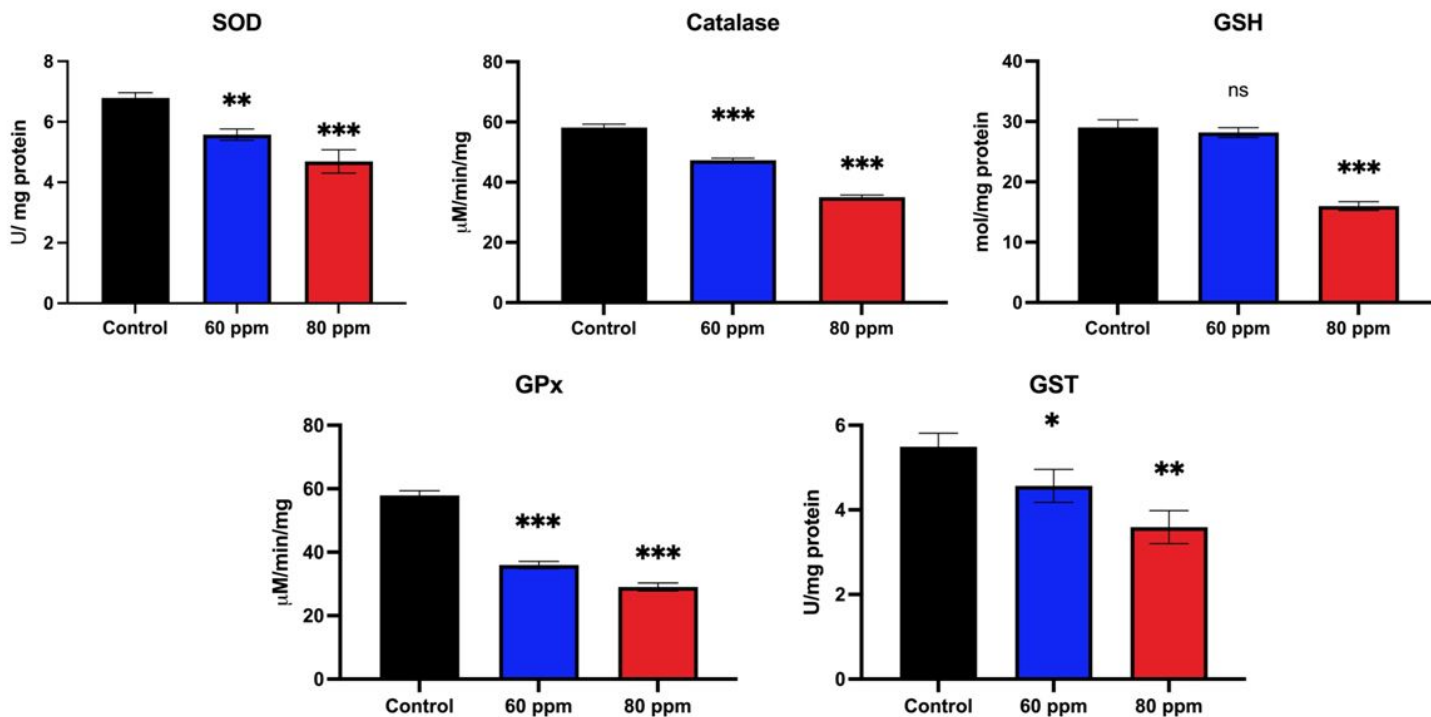 SOD
U/ mg protein
8
6
4
2
0
**
***
Control 60 ppm 80 ppm
Catalase
μM/min/mg
80
60
40
20
0
***
***
Control 60 ppm 80 ppm
GSH
mol/mg protein
40
30
20
10
0
ns
***
Control 60 ppm 80 ppm
GPx
μM/min/mg
80
60
40
20
0
***
***
Control 60 ppm 80 ppm
GST
U/mg protein
6
4
2
0
*
**
Control 60 ppm 80 ppm